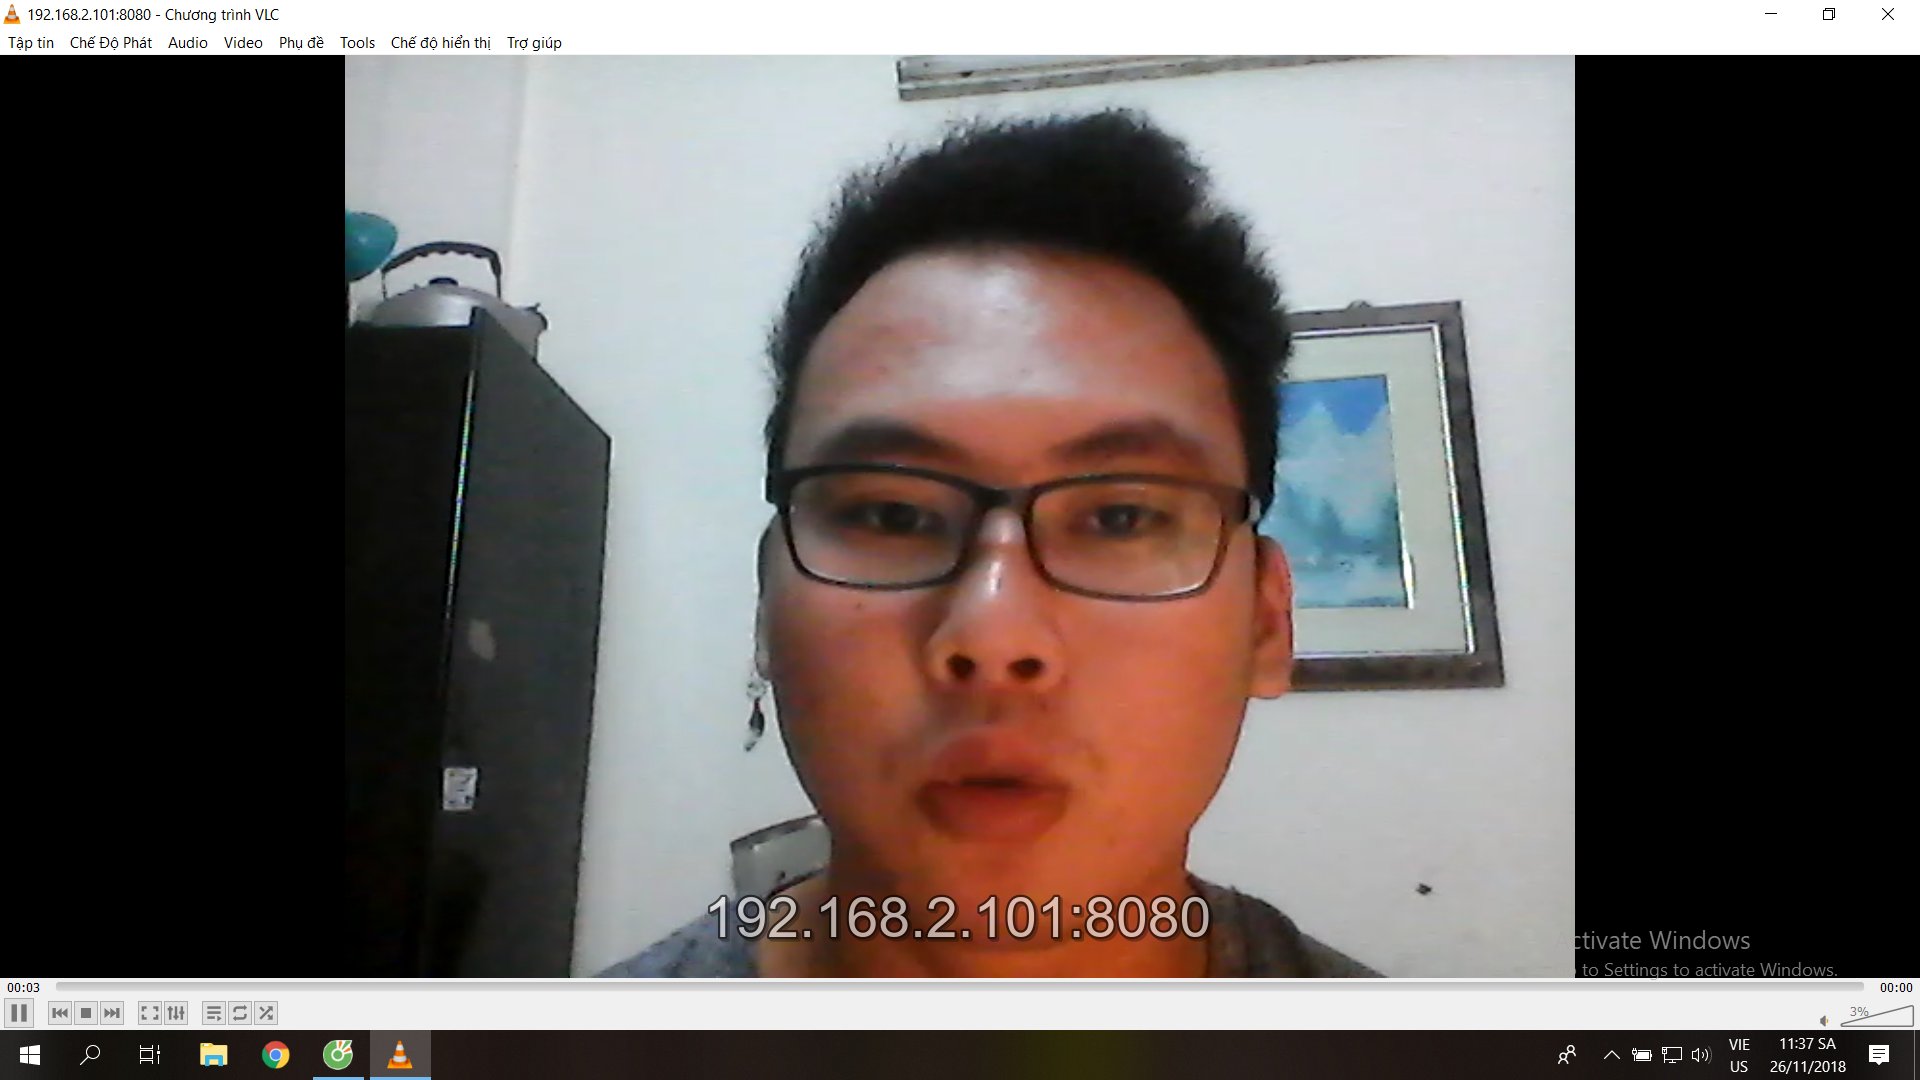 192.168.2.101:8080 - Chương trình VLC
Tập tin Chế Độ Phát Audio Video Phụ đề Tools Chế độ hiển thị Trợ giúp
192.168.2.101:8080
Activate Windows
to Settings to activate Windows.
00:03 00:00
3%
VIE 11:37 SA
US 26/11/2018